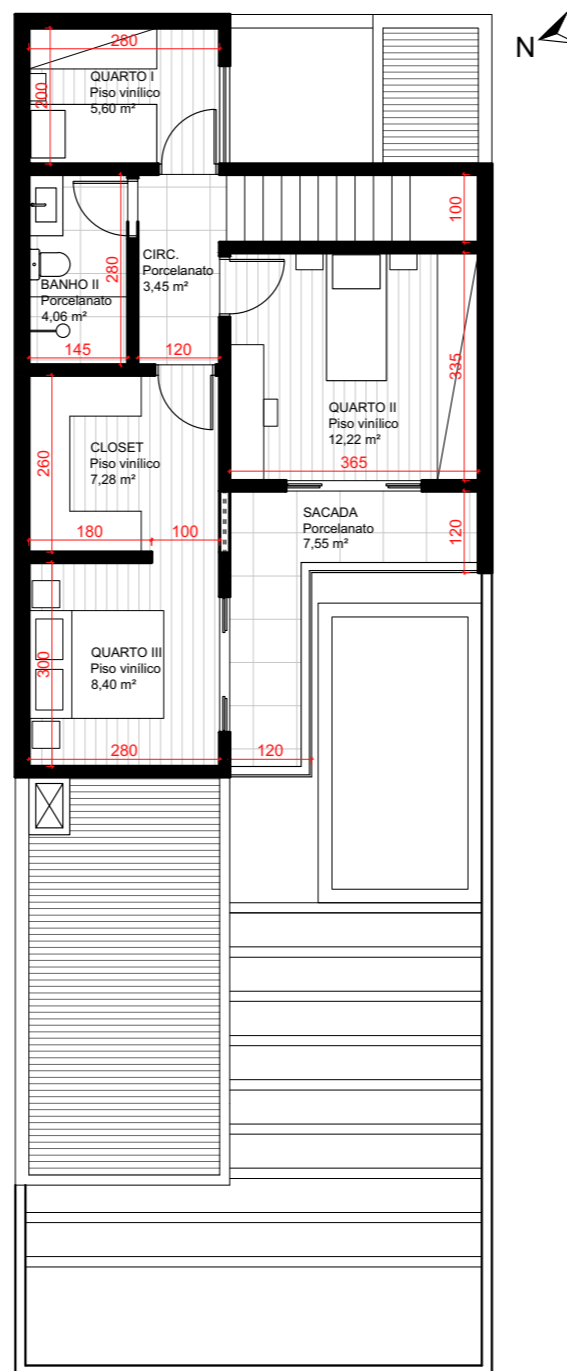 280
N
QUARTO I
Piso vinílico
5,60 m²
200
100
CIRC.
Porcelanato
3,45 m²
280
BANHO II
Porcelanato
4,06 m²
145
120
335
QUARTO II
Piso vinílico
12,22 m²
365
CLOSET
Piso vinílico
7,28 m²
260
180
100
SACADA
Porcelanato
7,55 m²
120
QUARTO III
Piso vinílico
8,40 m²
300
280
120